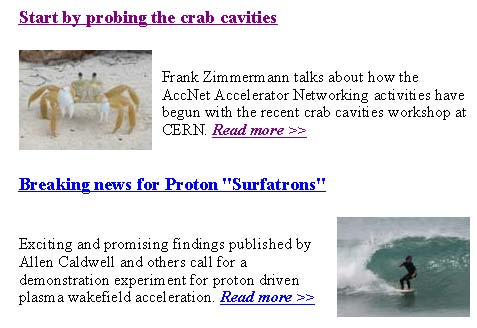 Start by probing the crab cavities
Frank Zimmermann talks about how the
AccNet Accelerator Networking activities have
begun with the recent crab cavities workshop at
CERN. Read more >>
Breaking news for Proton "Surfatrons"
Exciting and promising findings published by
Allen Caldwell and others call for a
demonstration experiment for proton driven
plasma wakefield acceleration. Read more >>